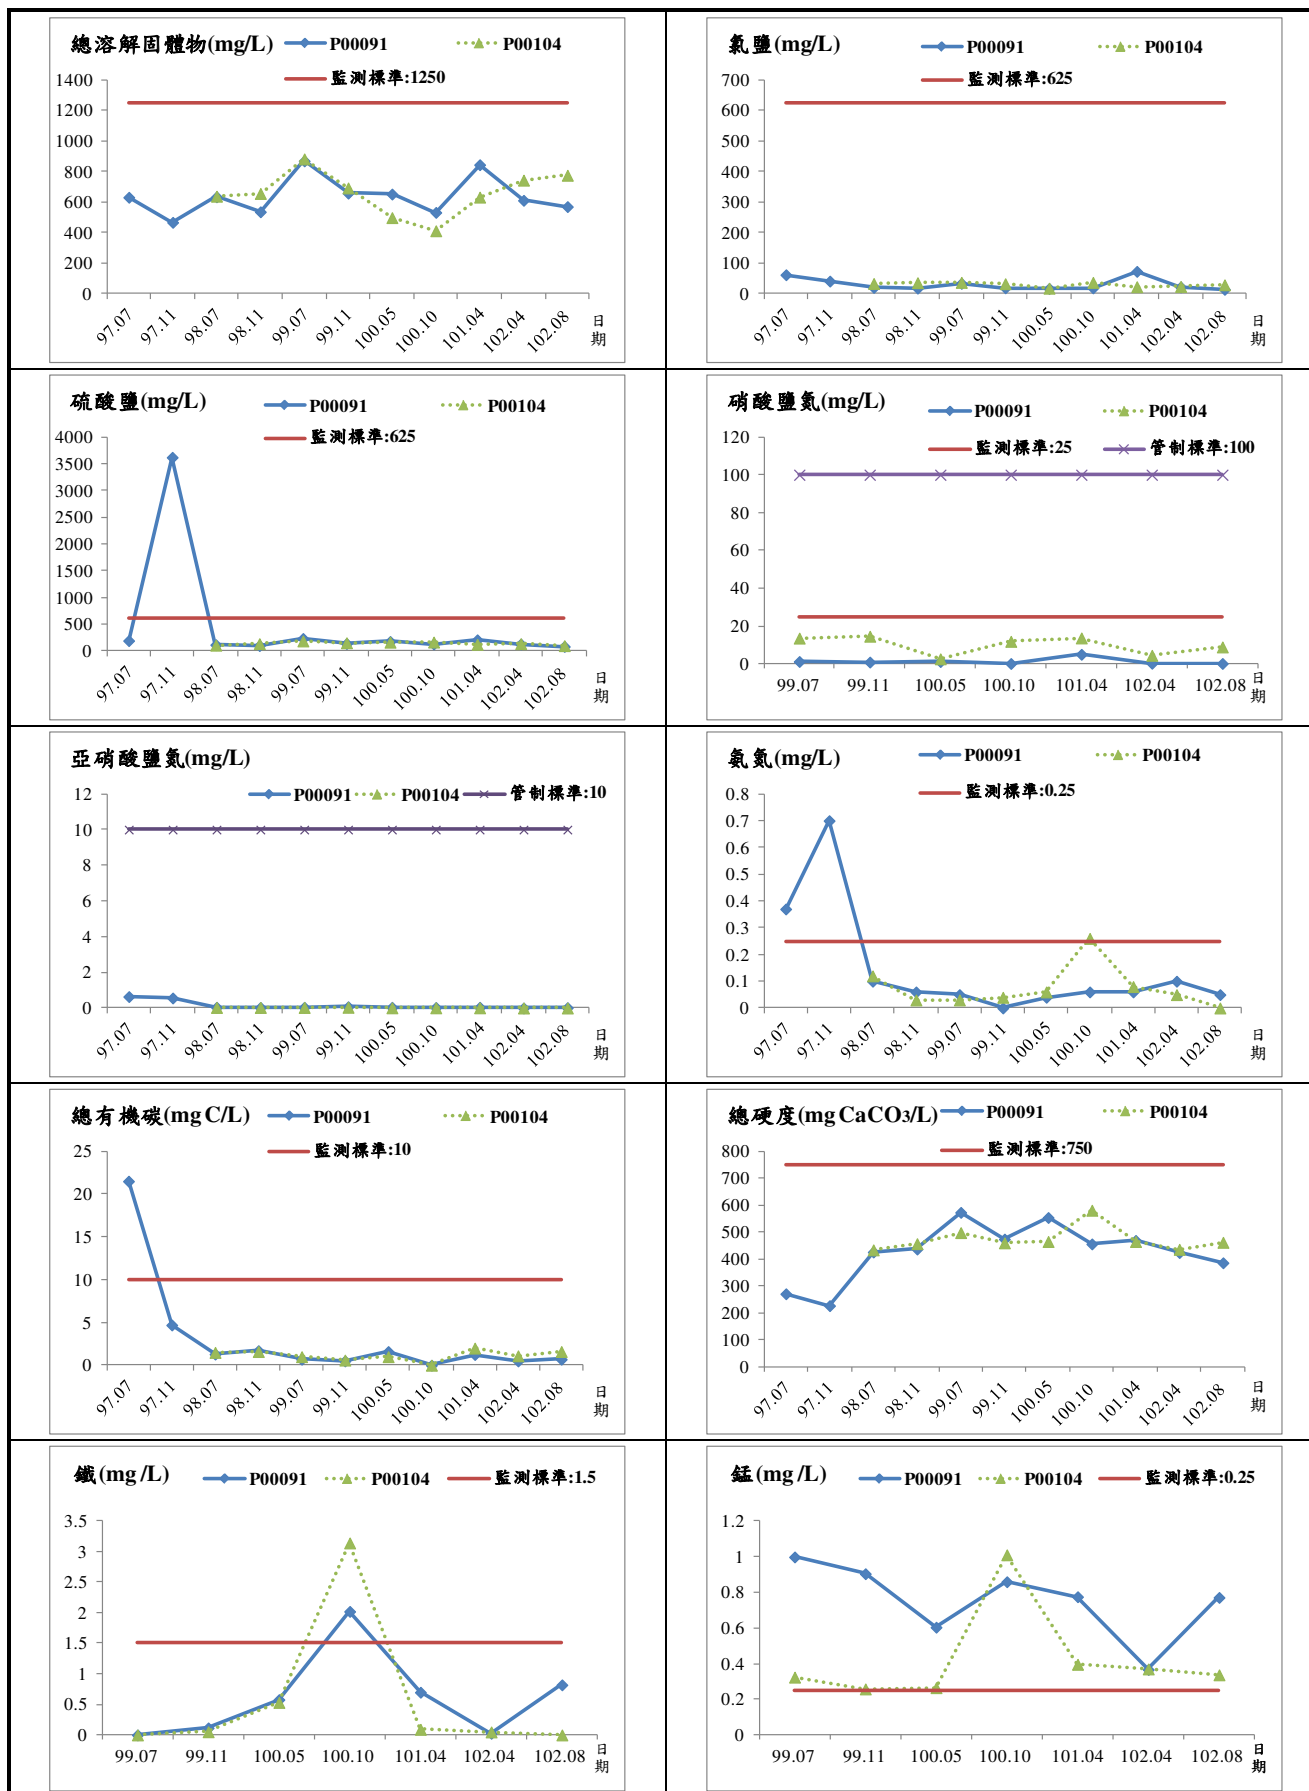 總溶解固體物(mg/L) P00091 P00104
監測標準:1250
1400
1200
1000
800
600
400
200
0
97.07 97.11 98.07 98.11 99.07 99.11 100.05 100.10 101.04 102.04 102.08 日期
氯鹽(mg/L) P00091 P00104
監測標準:625
700
600
500
400
300
200
100
0
97.07 97.11 98.07 98.11 99.07 99.11 100.05 100.10 101.04 102.04 102.08 日期
硫酸鹽(mg/L) P00091 P00104
監測標準:625
4000
3500
3000
2500
2000
1500
1000
500
0
97.07 97.11 98.07 98.11 99.07 99.11 100.05 100.10 101.04 102.04 102.08 日期
硝酸鹽氮(mg/L) P00091 P00104
監測標準:25 管制標準:100
120
100
80
60
40
20
0
99.07 99.11 100.05 100.10 101.04 102.04 102.08 日期
亞硝酸鹽氮(mg/L)
P00091 P00104 管制標準:10
12
10
8
6
4
2
0
97.07 97.11 98.07 98.11 99.07 99.11 100.05 100.10 101.04 102.04 102.08 日期
氨氮(mg/L) P00091 P00104
監測標準:0.25
0.8
0.7
0.6
0.5
0.4
0.3
0.2
0.1
0
97.07 97.11 98.07 98.11 99.07 99.11 100.05 100.10 101.04 102.04 102.08 日期
總有機碳(mg C/L) P00091 P00104
監測標準:10
25
20
15
10
5
0
97.07 97.11 98.07 98.11 99.07 99.11 100.05 100.10 101.04 102.04 102.08 日期
總硬度(mg CaCO3/L) P00091 P00104
監測標準:750
800
700
600
500
400
300
200
100
0
97.07 97.11 98.07 98.11 99.07 99.11 100.05 100.10 101.04 102.04 102.08 日期
鐵(mg /L) P00091 P00104 監測標準:1.5
3.5
3
2.5
2
1.5
1
0.5
0
99.07 99.11 100.05 100.10 101.04 102.04 102.08 日期
錳(mg /L) P00091 P00104 監測標準:0.25
1.2
1
0.8
0.6
0.4
0.2
0
99.07 99.11 100.05 100.10 101.04 102.04 102.08 日期